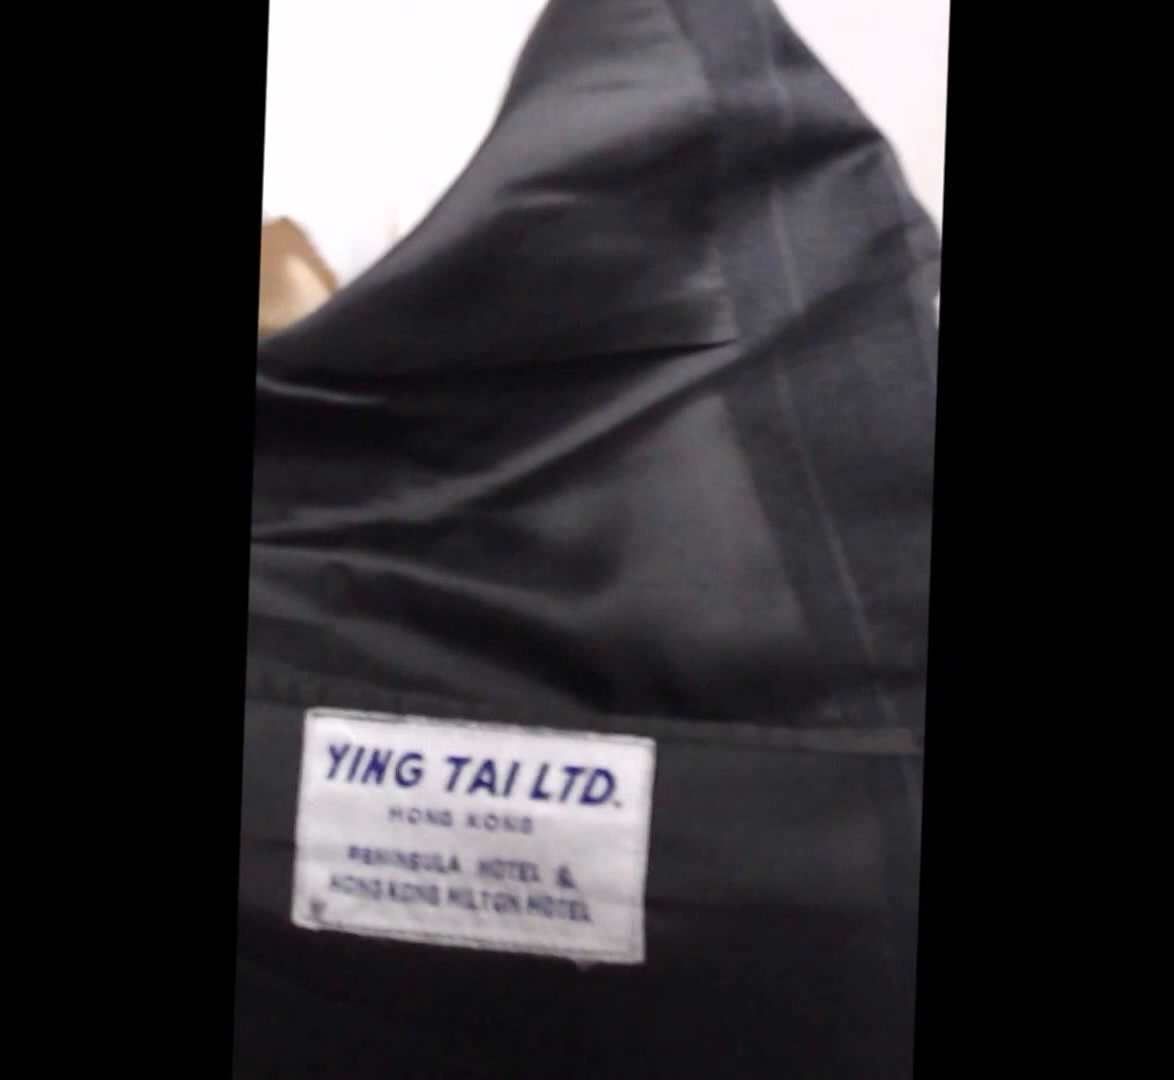 YING TAI LTD.
HONG KONG
PENINSULA HOTEL &
HONG KONG HILTON HOTEL